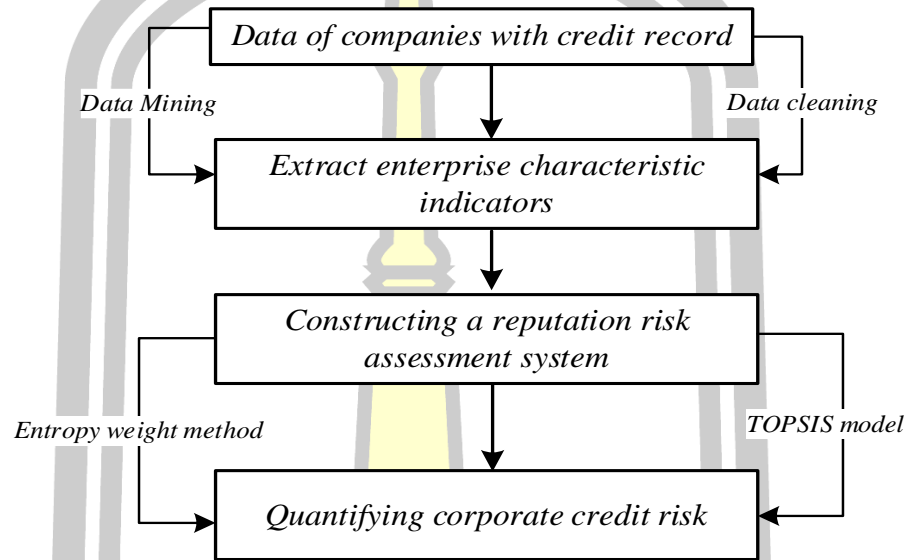 Data of companies with credit record
Data Mining
Data cleaning
Extract enterprise characteristic
indicators
Constructing a reputation risk
assessment system
Entropy weight method
TOPSIS model
Quantifying corporate credit risk